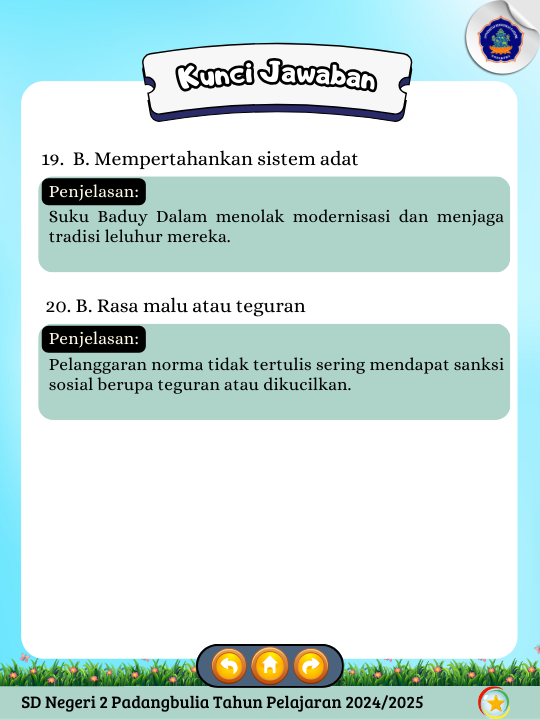 Kunci Jawaban
19. B. Mempertahankan sistem adat
Penjelasan:
Suku Baduy Dalam menolak modernisasi dan menjaga
tradisi leluhur mereka.
20. B. Rasa malu atau teguran
Penjelasan:
Pelanggaran norma tidak tertulis sering mendapat sanksi
sosial berupa teguran atau dikucilkan.
SD Negeri 2 Padangbulia Tahun Pelajaran 2024/2025